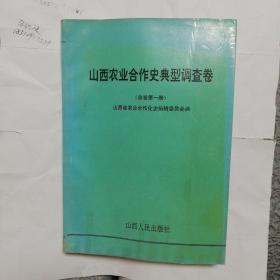 山西农业合作史典型调查卷
（总卷第一册）
山西省农业合作化史编辑委员会编
山西人民出版社